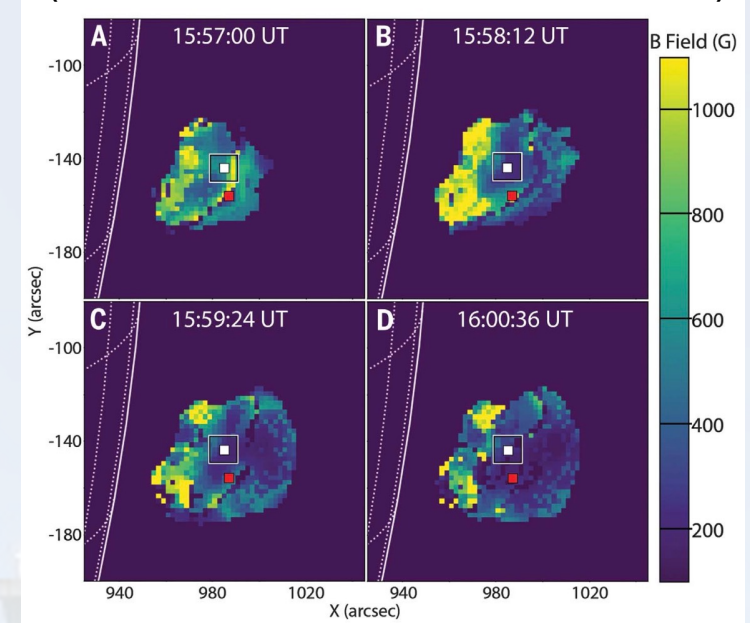 A 15:57:00 UT
B 15:58:12 UT
B Field (G)
-100
-140
-180
1000
800
600
400
200
Y (arcsec)
C 15:59:24 UT
D 16:00:36 UT
-100
-140
-180
940 980 1020
940 980 1020
X (arcsec)